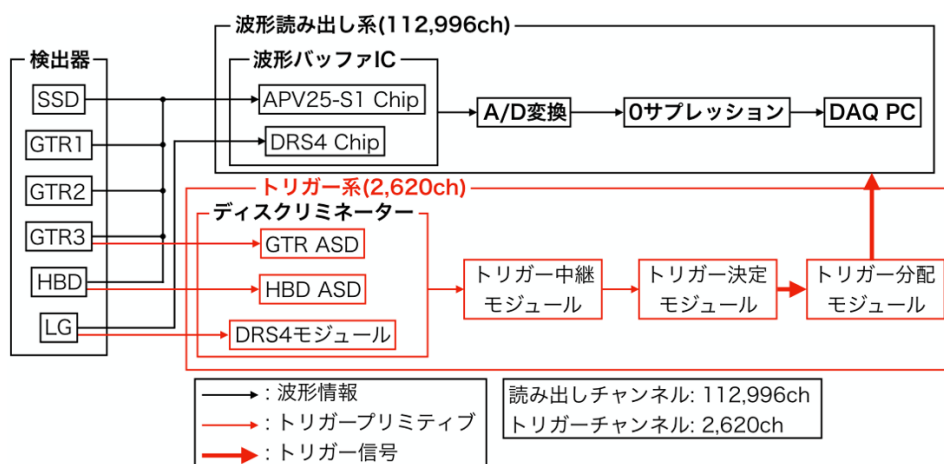 波形読み出し系(112,996ch)
検出器
波形バッファIC
SSD
APV25-S1 Chip
A/D変換
0サプレッション
DAQ PC
GTR1
DRS4 Chip
GTR2
トリガー系(2,620ch)
ディスクリミネーター
GTR3
GTR ASD
HBD
HBD ASD
トリガー中継
モジュール
トリガー決定
モジュール
トリガー分配
モジュール
LG
DRS4モジュール
: 波形情報
: トリガープリミティブ
: トリガー信号
読み出しチャンネル: 112,996ch
トリガーチャンネル: 2,620ch